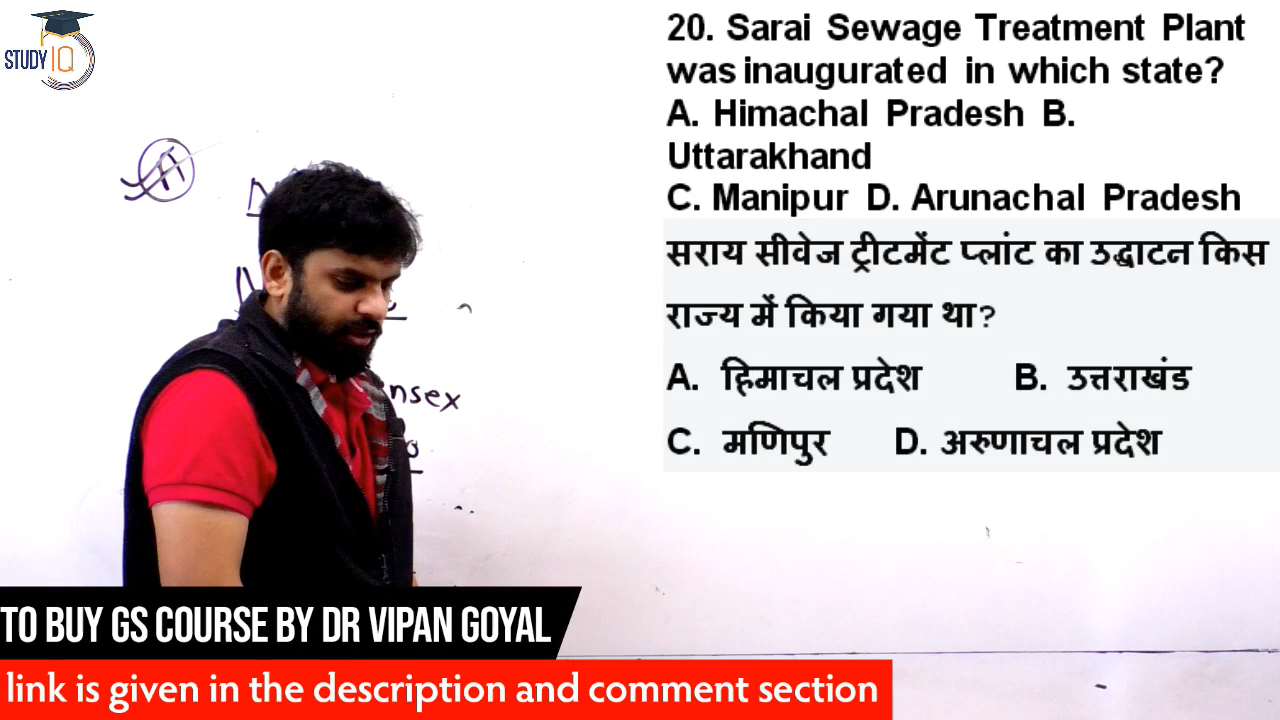 STUDY IQ
20. Sarai Sewage Treatment Plant
was inaugurated in which state?
A. Himachal Pradesh B.
Uttarakhand
C. Manipur D. Arunachal Pradesh
सराय सीवेज ट्रीटमेंट प्लांट का उद्घाटन किस
राज्य में किया गया था?
A. हिमाचल प्रदेश B. उत्तराखंड
C. मणिपुर D. अरुणाचल प्रदेश
nsex
TO BUY GS COURSE BY DR VIPAN GOYAL
link is given in the description and comment section